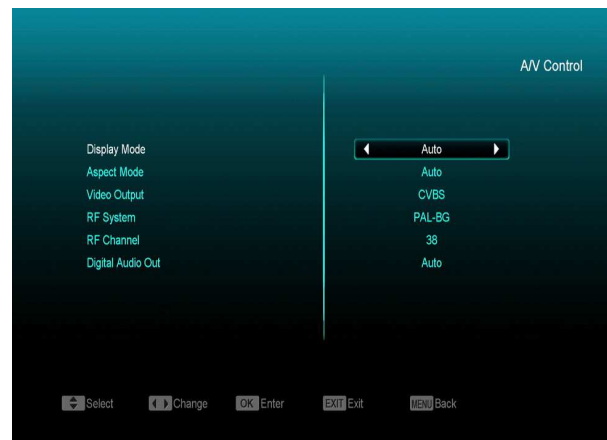 A/V Control
Display Mode Auto
Aspect Mode Auto
Video Output CVBS
RF System PAL-BG
RF Channel 38
Digital Audio Out Auto
Select Change OK Enter EXIT Exit MENU Back